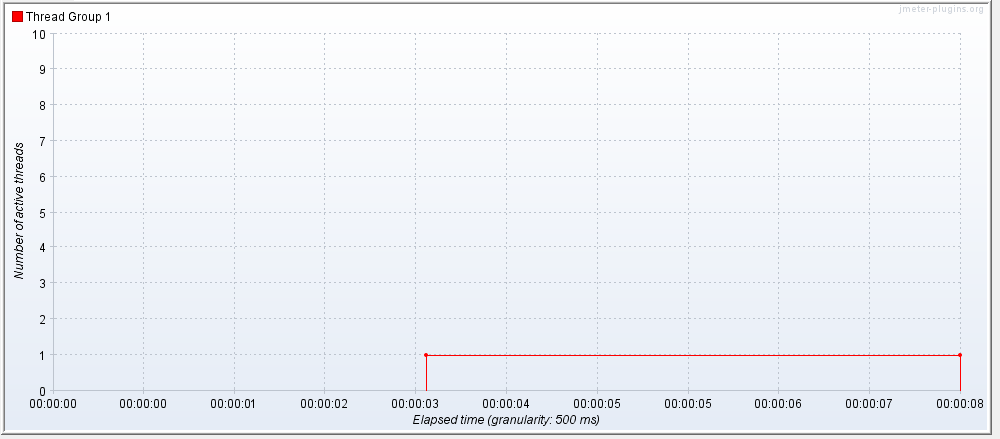 jmeter-plugins.org
Thread Group 1
10
9
8
7
6
5
4
3
2
1
0
Number of active threads
00:00:00 00:00:00 00:00:01 00:00:02 00:00:03 00:00:04 00:00:05 00:00:05 00:00:06 00:00:07 00:00:08
Elapsed time (granularity: 500 ms)